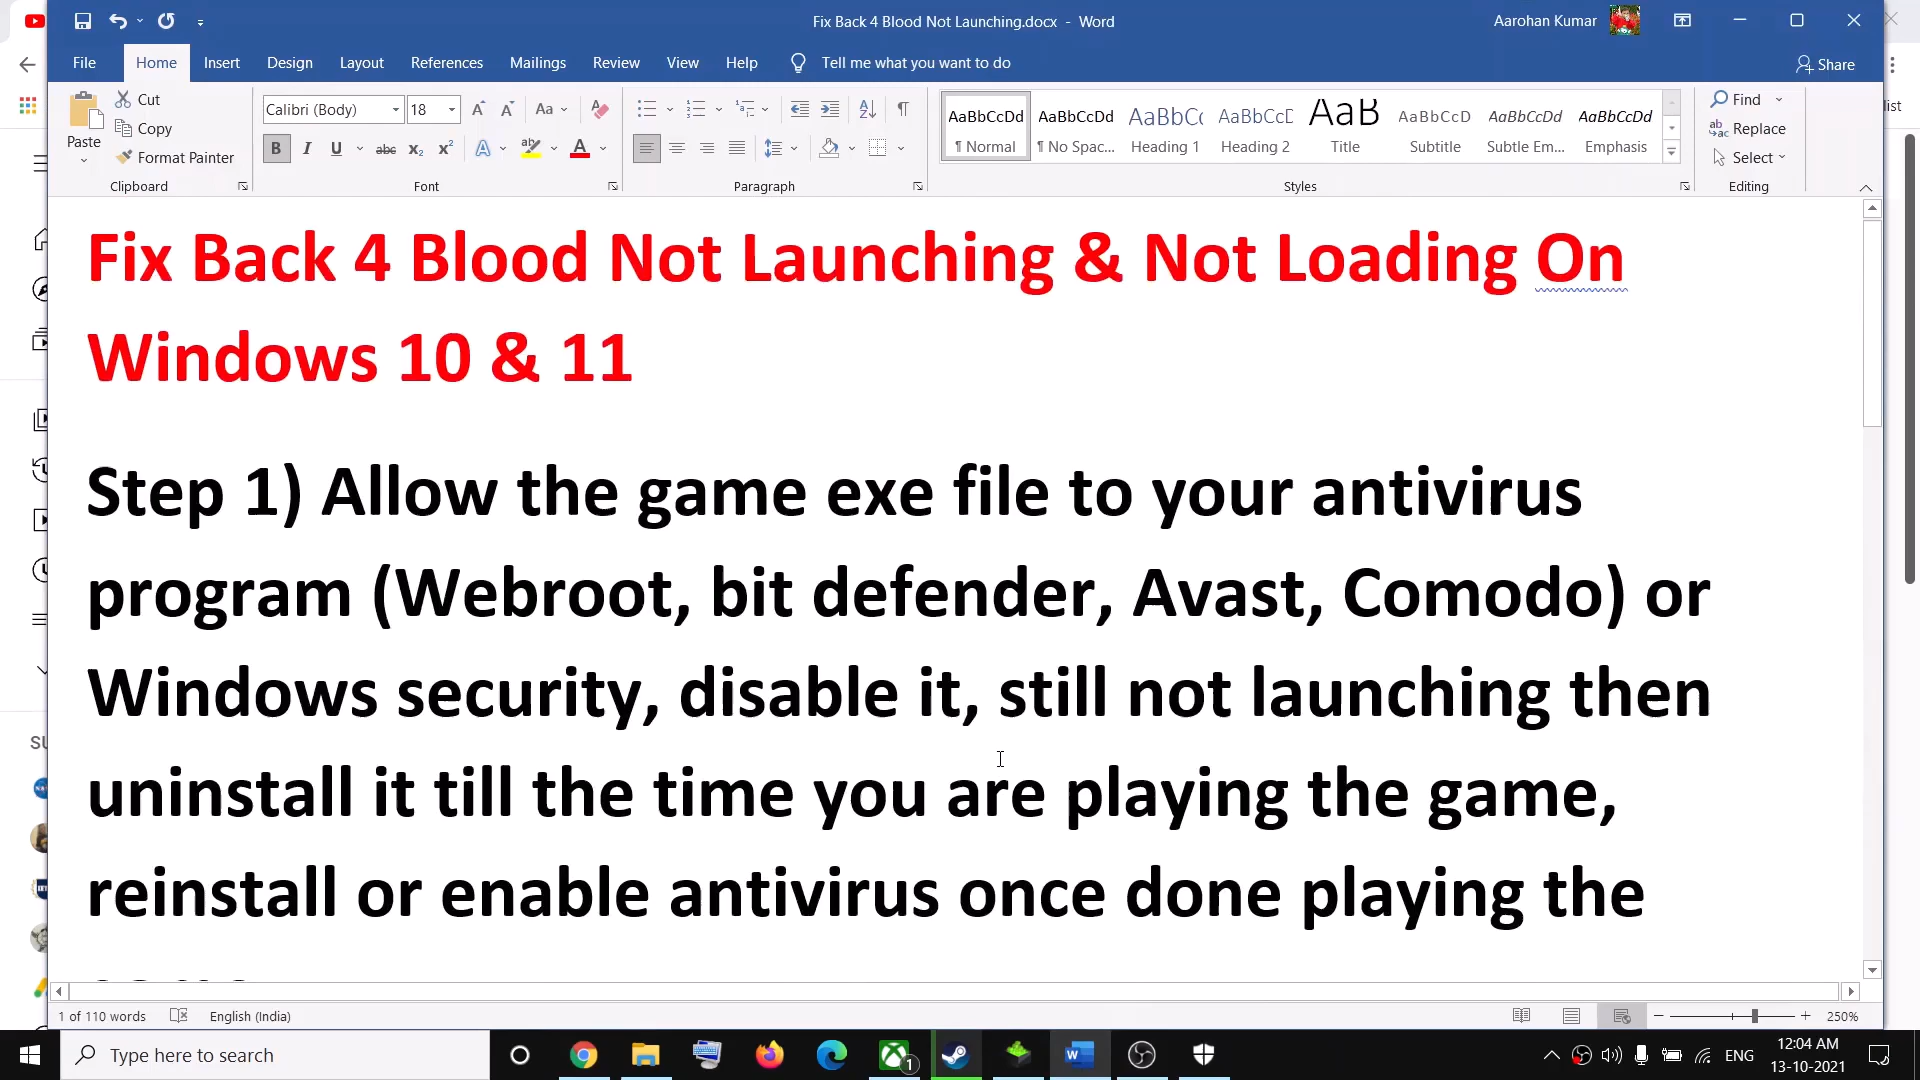 Fix Back 4 Blood Not Launching.docx - Word
Aarohan Kumar
File Home Insert Design Layout References Mailings Review View Help Tell me what you want to do
Share
Paste
Cut
Copy
Format Painter
Clipboard
Calibri (Body) 18
Font
Paragraph
AaBbCcDd AaBbCcDd AaBbCc AaBbCcD AaB AaBbCcD AaBbCcDd AaBbCcDd
¶ Normal ¶ No Spac... Heading 1 Heading 2 Title Subtitle Subtle Em... Emphasis
Styles
Find
Replace
Select
Editing
list
Fix Back 4 Blood Not Launching & Not Loading On
Windows 10 & 11
Step 1) Allow the game exe file to your antivirus
program (Webroot, bit defender, Avast, Comodo) or
Windows security, disable it, still not launching then
uninstall it till the time you are playing the game,
reinstall or enable antivirus once done playing the
SU
1 of 110 words English (India)
250%
Type here to search
1
ENG
12:04 AM
13-10-2021